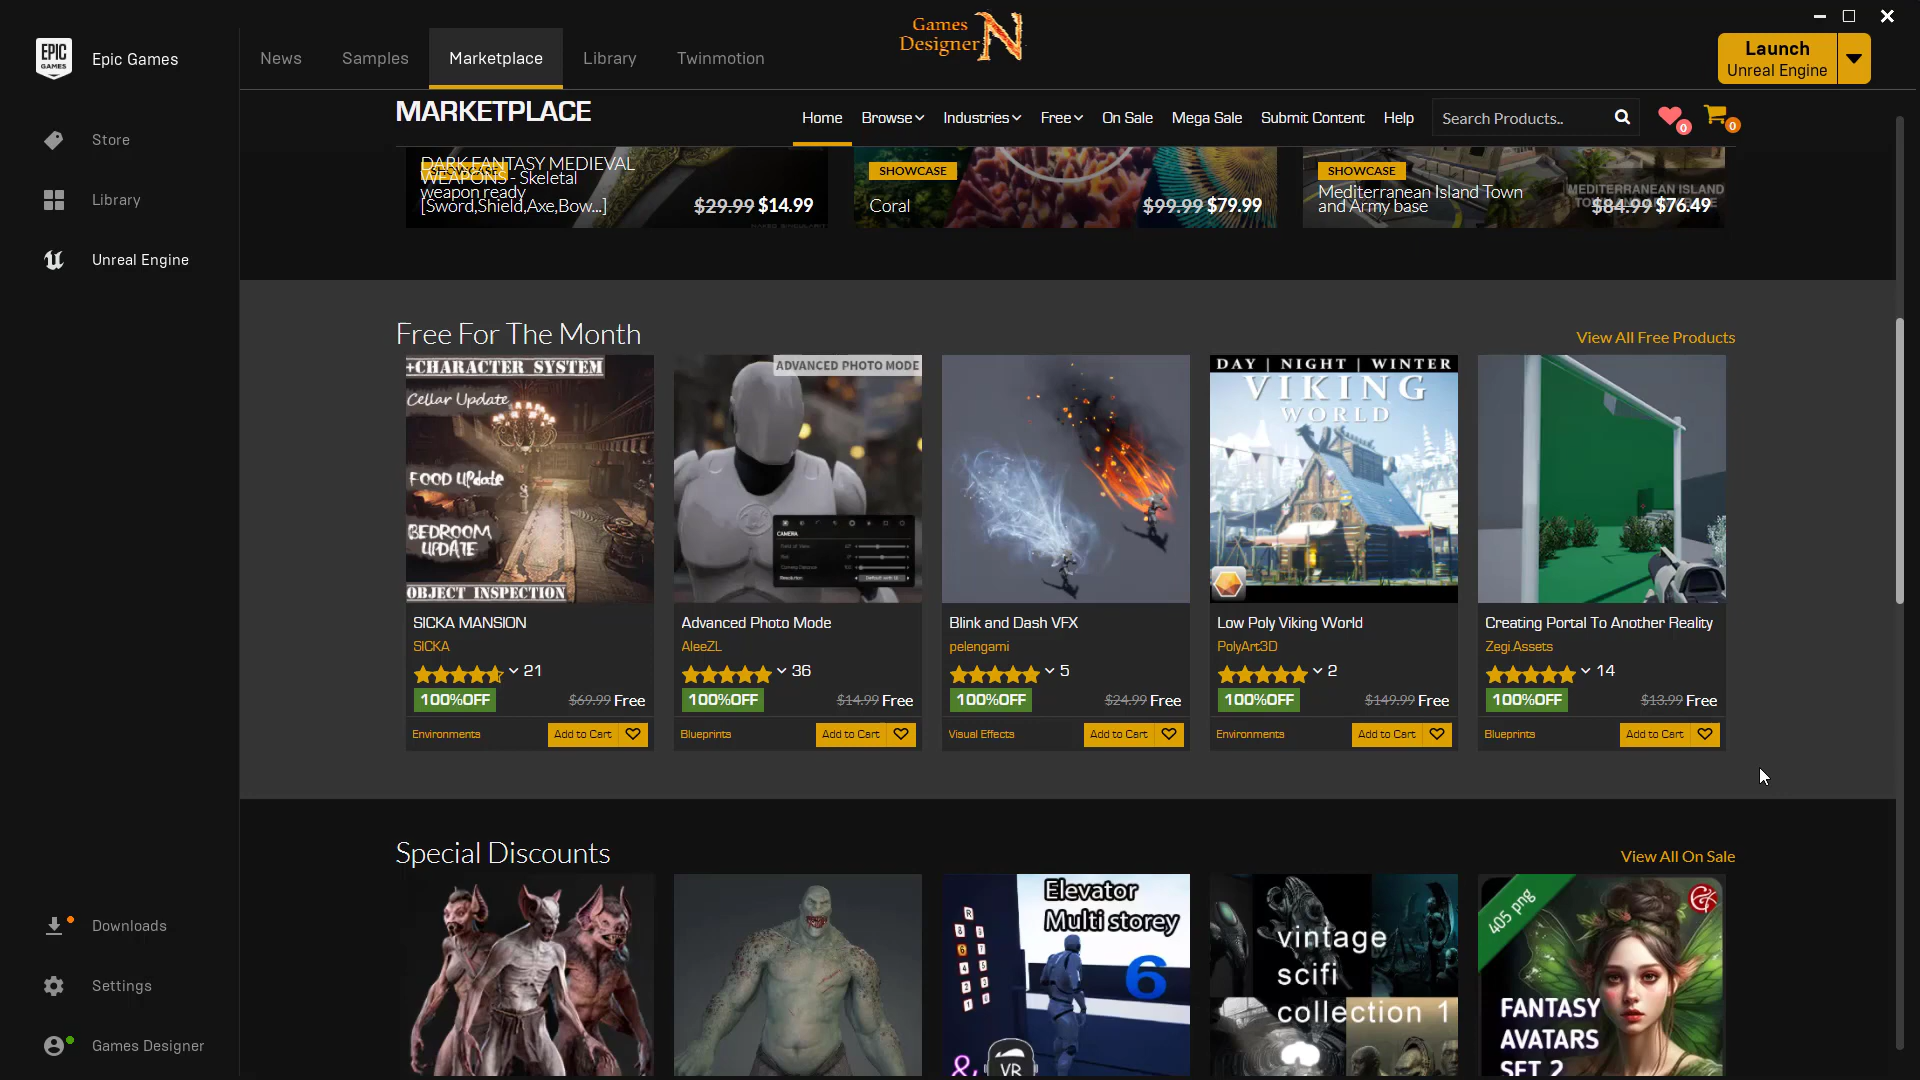 Games
Designer N
EPIC
GAMES
Epic Games
News
Samples
Marketplace
Library
Twinmotion
Launch
Unreal Engine
Store
Library
Unreal Engine
Downloads
Settings
Games Designer
MARKETPLACE
Home
Browse
Industries
Free
On Sale
Mega Sale
Submit Content
Help
Search Products..
0
0
DARK FANTASY MEDIEVAL
WEAPONS - Skeletal
weapon ready
[Sword,Shield,Axe,Bow...]
$29.99 $14.99
SHOWCASE
Coral
$99.99 $79.99
SHOWCASE
Mediterranean Island Town
and Army base
MEDITERRANEAN ISLAND
$84.99 $76.49
Free For The Month
View All Free Products
+CHARACTER SYSTEM
Cellar Update
FOOD UPdate
BEDROOM
UPDATE
OBJECT INSPECTION
SICKA MANSION
SICKA
21
100%OFF
$69.99 Free
Environments
Add to Cart
ADVANCED PHOTO MODE
CAMERA
Advanced Photo Mode
AleeZL
36
100%OFF
$14.99 Free
Blueprints
Add to Cart
Blink and Dash VFX
pelengami
5
100%OFF
$24.99 Free
Visual Effects
Add to Cart
DAY | NIGHT | WINTER
VIKING
WORLD
Low Poly Viking World
PolyArt3D
2
100%OFF
$149.99 Free
Environments
Add to Cart
Creating Portal To Another Reality
Zegi.Assets
14
100%OFF
$13.99 Free
Blueprints
Add to Cart
Special Discounts
View All On Sale
Elevator
Multi storey
6
&
VR
vintage
scifi
collection 1
405 png
FANTASY
AVATARS
SET 2